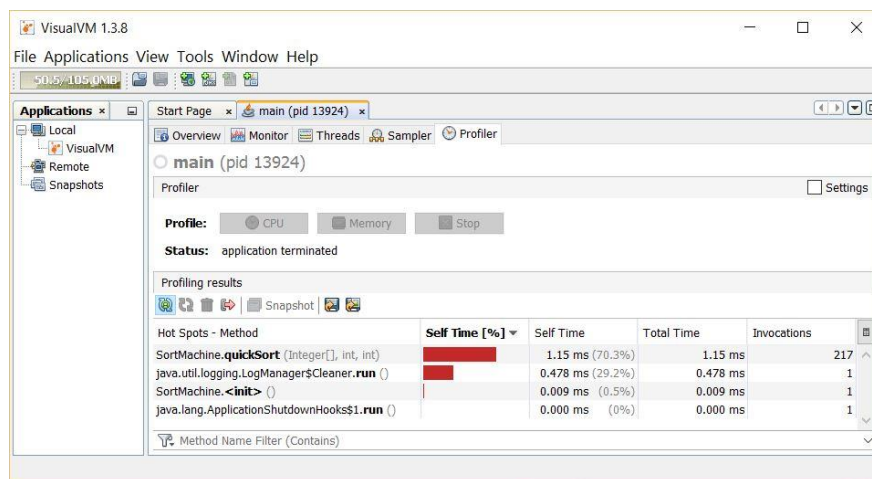 VisualVM 1.3.8
File Applications View Tools Window Help
50.5/105.0MB
Applications × Start Page × main (pid 13924) ×
Local
VisualVM
Remote
Snapshots
Overview Monitor Threads Sampler Profiler
main (pid 13924)
Profiler Settings
Profile: CPU Memory Stop
Status: application terminated
Profiling results
Snapshot
Hot Spots - Method Self Time [%] Self Time Total Time Invocations
SortMachine.quickSort (Integer[], int, int) 1.15 ms (70.3%) 1.15 ms 217
java.util.logging.LogManager$Cleaner.run () 0.478 ms (29.2%) 0.478 ms 1
SortMachine.<init> () 0.009 ms (0.5%) 0.009 ms 1
java.lang.ApplicationShutdownHooks$1.run () 0.000 ms (0%) 0.000 ms 1
Method Name Filter (Contains)